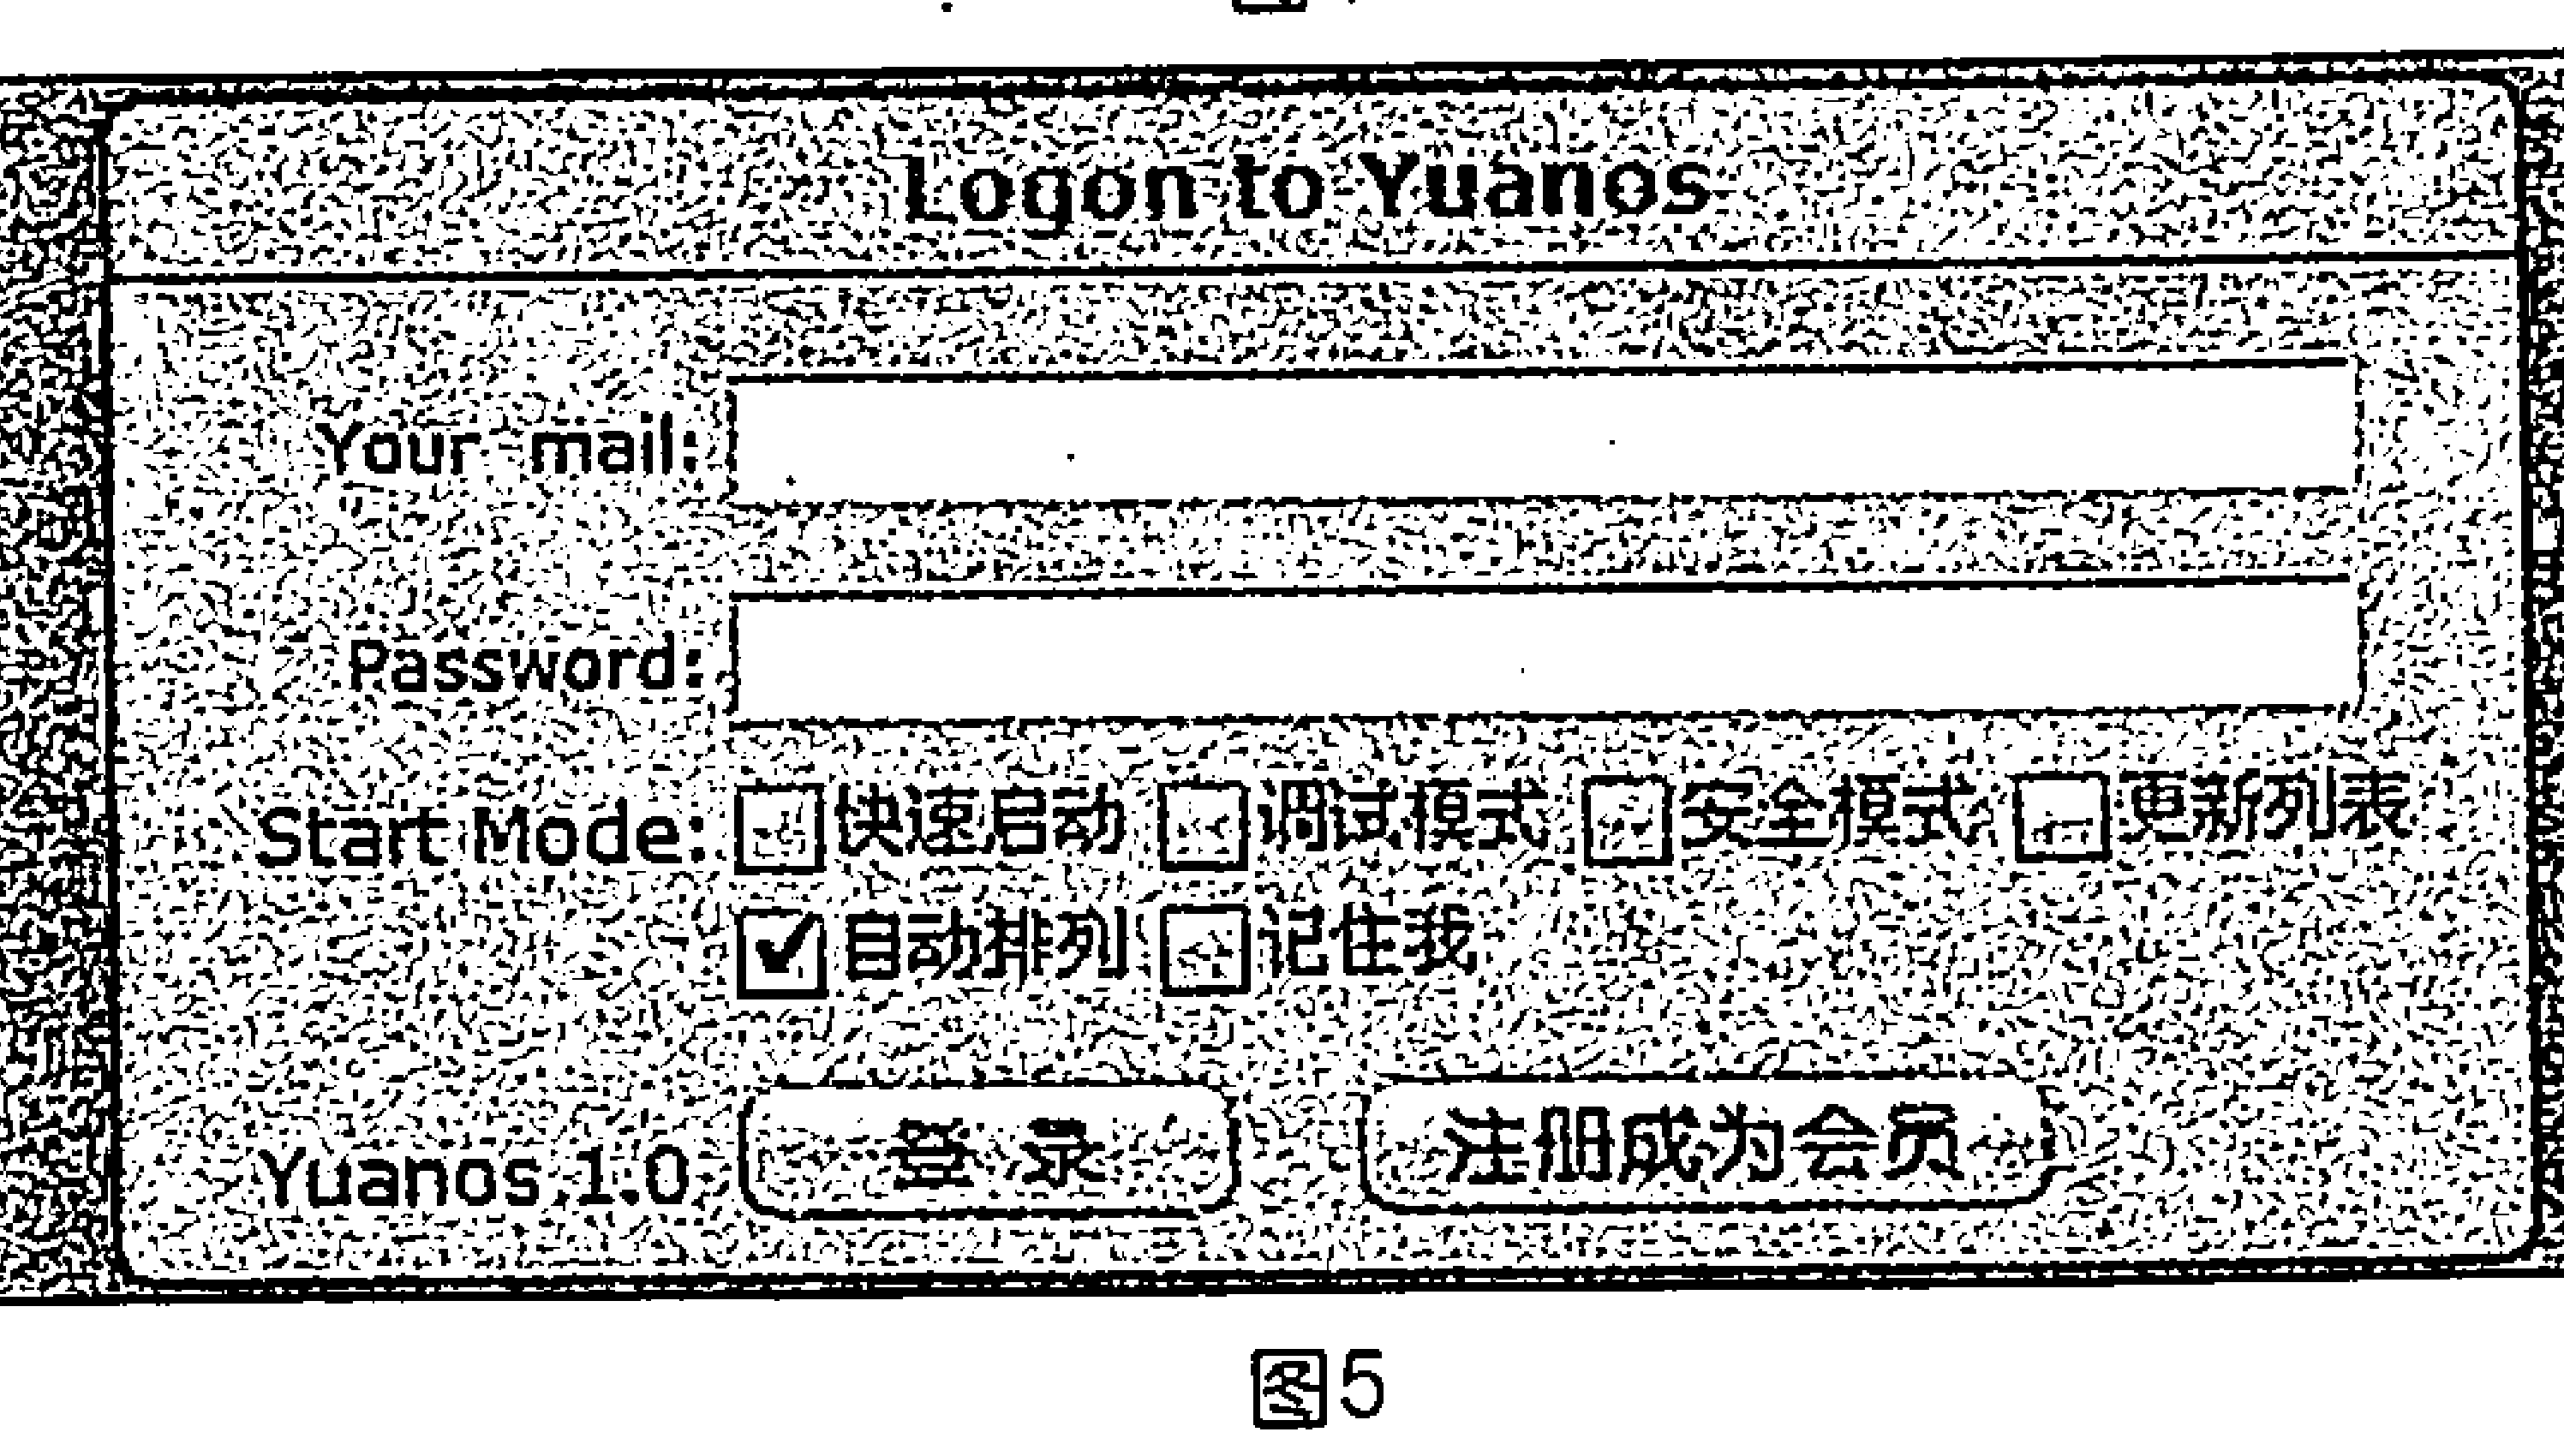 Logon to Yuanos
Your mail:
Password:
Start Mode: 快速启动 调试模式 安全模式 更新列表
自动排列 记住我
Yuanos 1.0 登录 注册成为会员
图5